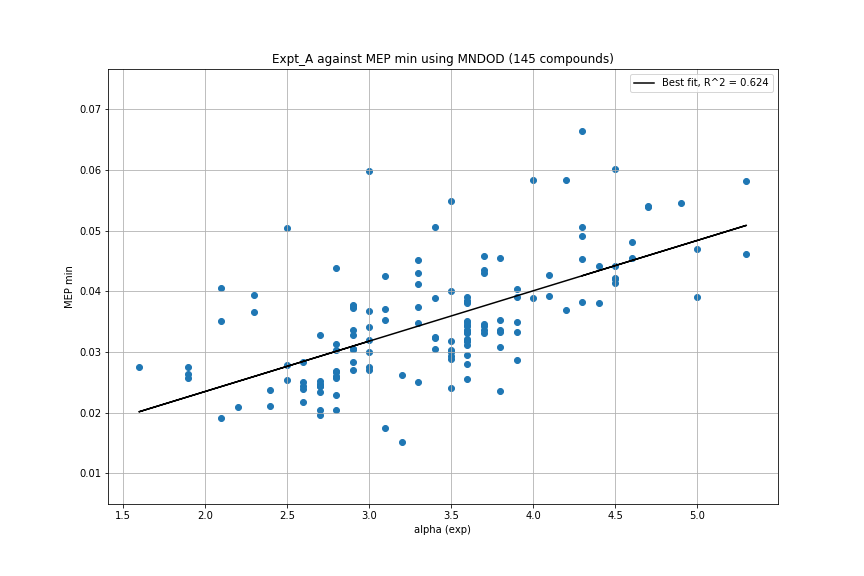 Expt_A against MEP min using MNDOD (145 compounds)
Best fit, R^2 = 0.624
0.07
0.06
0.05
0.04
0.03
0.02
0.01
MEP min
1.5 2.0 2.5 3.0 3.5 4.0 4.5 5.0
alpha (exp)